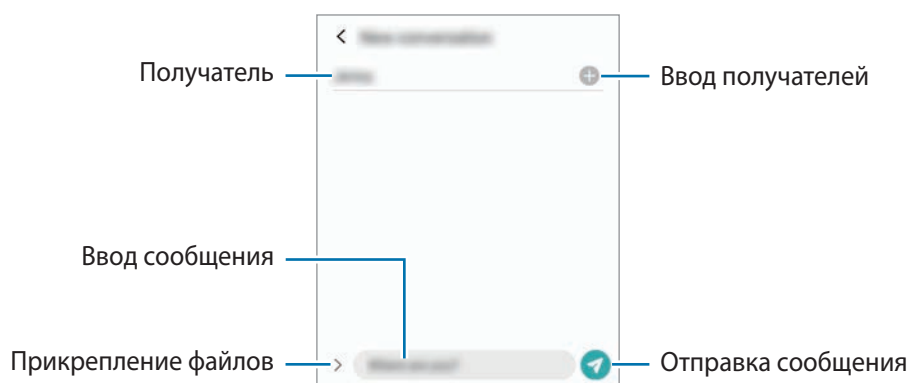 Получатель
Ввод получателей
Ввод сообщения
Прикрепление файлов
Отправка сообщения